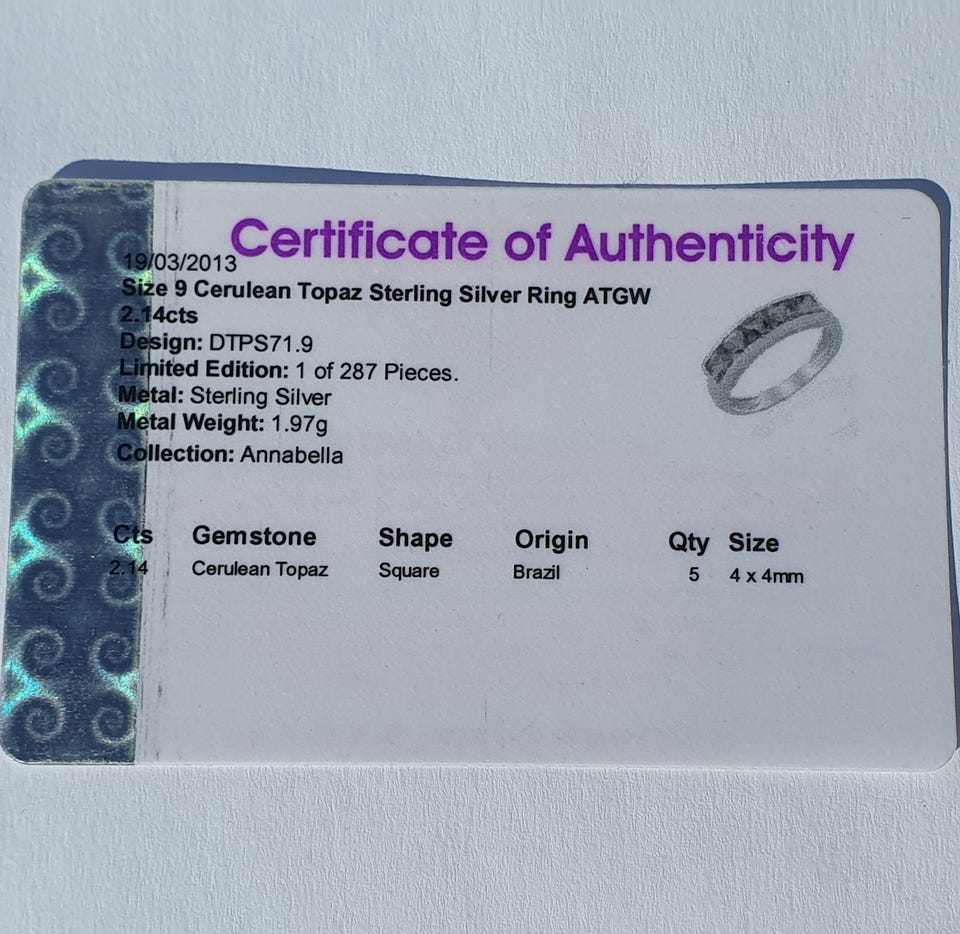 Certificate of Authenticity
19/03/2013
Size 9 Cerulean Topaz Sterling Silver Ring ATGW
2.14cts
Design: DTPS71.9
Limited Edition: 1 of 287 Pieces.
Metal: Sterling Silver
Metal Weight: 1.97g
Collection: Annabella
Cts Gemstone Shape Origin Qty Size
2.14 Cerulean Topaz Square Brazil 5 4 x 4mm